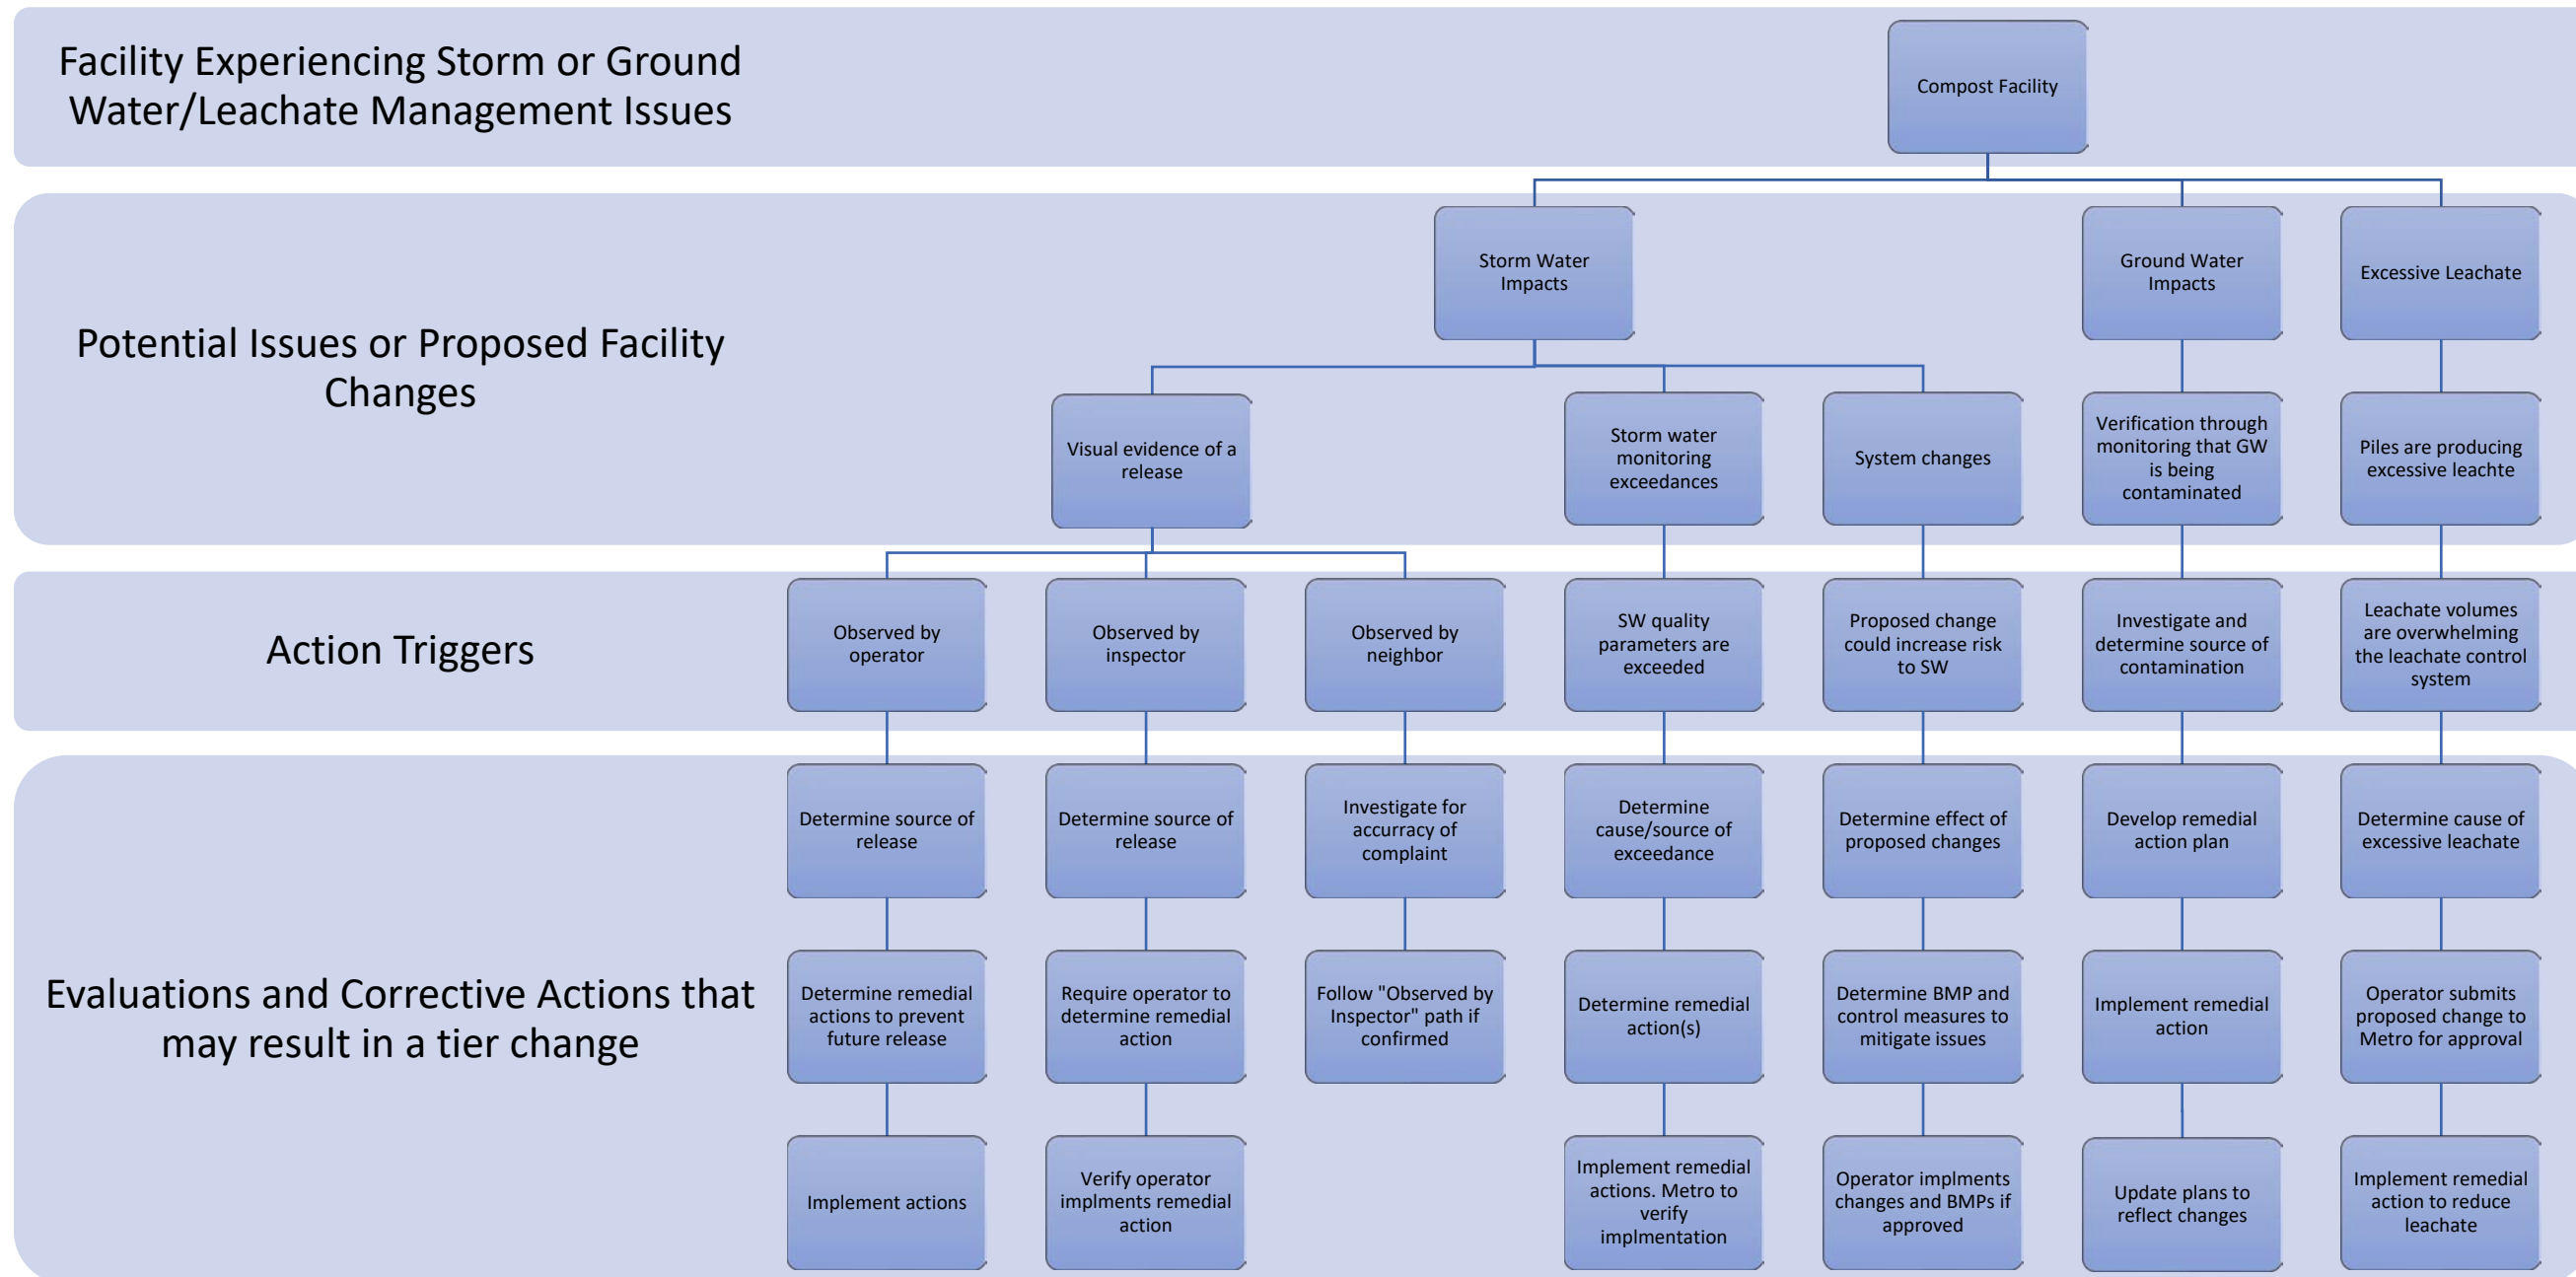 Facility Experiencing Storm or Ground
Water/Leachate Management Issues
Compost Facility
Potential Issues or Proposed Facility
Changes
Storm Water
Impacts
Ground Water
Impacts
Excessive Leachate
Visual evidence of a
release
Storm water
monitoring
exceedances
System changes
Verification through
monitoring that GW
is being
contaminated
Piles are producing
excessive leachte
Action Triggers
Observed by
operator
Observed by
inspector
Observed by
neighbor
SW quality
parameters are
exceeded
Proposed change
could increase risk
to SW
Investigate and
determine source of
contamination
Leachate volumes
are overwhelming
the leachate control
system
Evaluations and Corrective Actions that
may result in a tier change
Determine source of
release
Determine source of
release
Investigate for
accurracy of
complaint
Determine
cause/source of
exceedance
Determine effect of
proposed changes
Develop remedial
action plan
Determine cause of
excessive leachate
Determine remedial
actions to prevent
future release
Require operator to
determine remedial
action
Follow "Observed by
Inspector" path if
confirmed
Determine remedial
action(s)
Determine BMP and
control measures to
mitigate issues
Implement remedial
action
Operator submits
proposed change to
Metro for approval
Implement actions
Verify operator
implments remedial
action
Implement remedial
actions. Metro to
verify
implmentation
Operator implments
changes and BMPs if
approved
Update plans to
reflect changes
Implement remedial
action to reduce
leachate